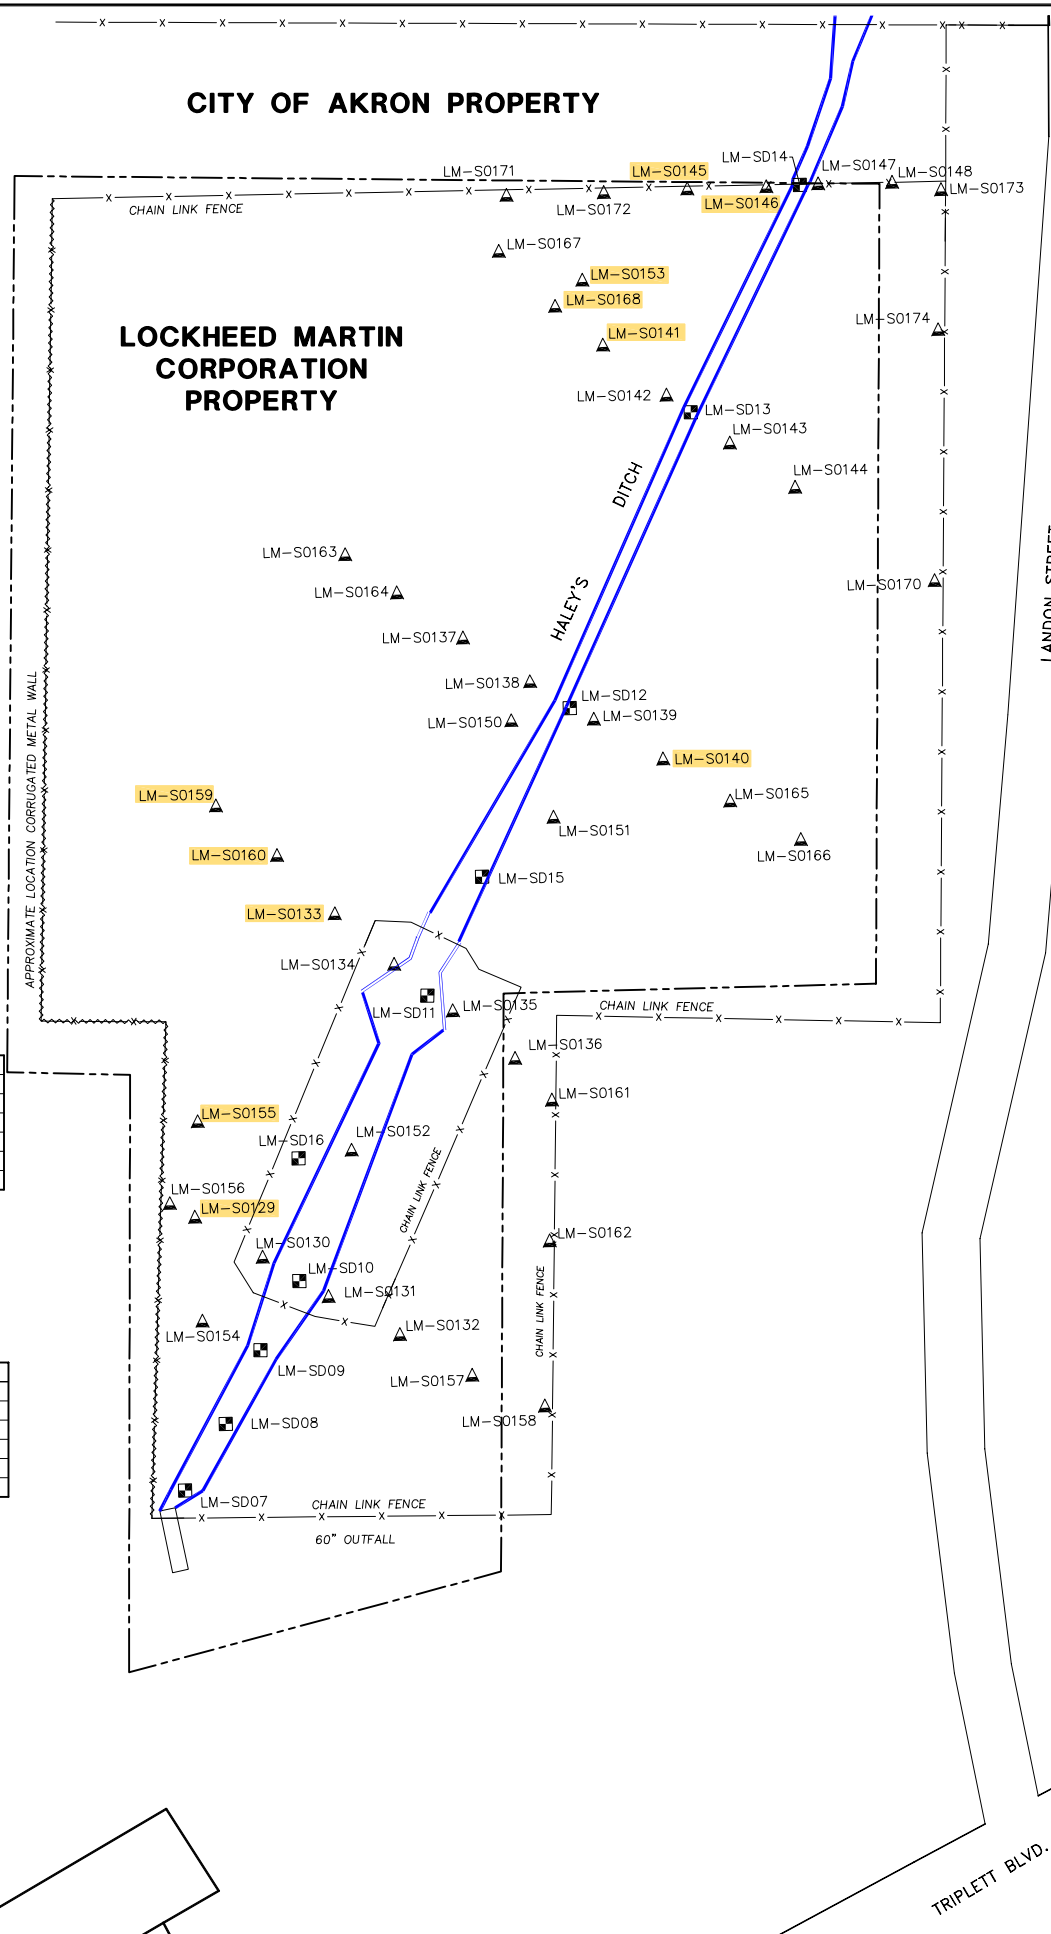 CITY OF AKRON PROPERTY
LM-SD14
LM-S0171
LM-S0145
LM-S0147
LM-S0148
LM-S0173
LM-S0172
LM-S0146
CHAIN LINK FENCE
LM-S0167
LM-S0153
LM-S0168
LM-S0174
LM-S0141
LOCKHEED MARTIN
CORPORATION
PROPERTY
LM-S0142
LM-SD13
LM-S0143
LM-S0144
DITCH
HALEY'S
LM-S0163
LM-S0164
LM-S0170
LANDON STREET
LM-S0137
LM-S0138
LM-SD12
LM-S0139
LM-S0150
APPROXIMATE LOCATION CORRUGATED METAL WALL
LM-S0140
LM-S0159
LM-S0165
LM-S0151
LM-S0160
LM-S0166
LM-SD15
LM-S0133
LM-S0134
LM-SD11
LM-S0135
CHAIN LINK FENCE
LM-S0136
LM-S0161
LM-S0155
LM-SD16
LM-S0152
CHAIN LINK FENCE
LM-S0156
LM-S0129
LM-S0130
LM-S0162
LM-SD10
LM-S0131
CHAIN LINK FENCE
LM-S0154
LM-S0132
LM-SD09
LM-S0157
LM-SD08
LM-S0158
LM-SD07
CHAIN LINK FENCE
60" OUTFALL
TRIPLETT BLVD.